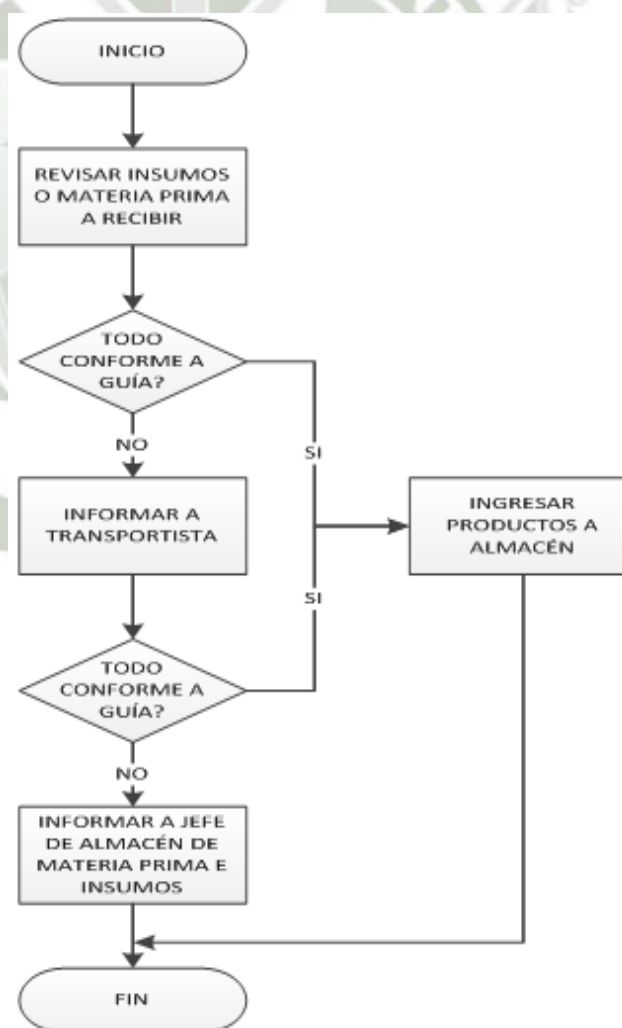 INICIO
REVISAR INSUMOS
O MATERIA PRIMA
A RECIBIR
TODO
CONFORME A
GUÍA?
NO
SI
INFORMAR A
TRANSPORTISTA
INGRESAR
PRODUCTOS A
ALMACÉN
SI
TODO
CONFORME A
GUÍA?
NO
INFORMAR A JEFE
DE ALMACÉN DE
MATERIA PRIMA E
INSUMOS
FIN